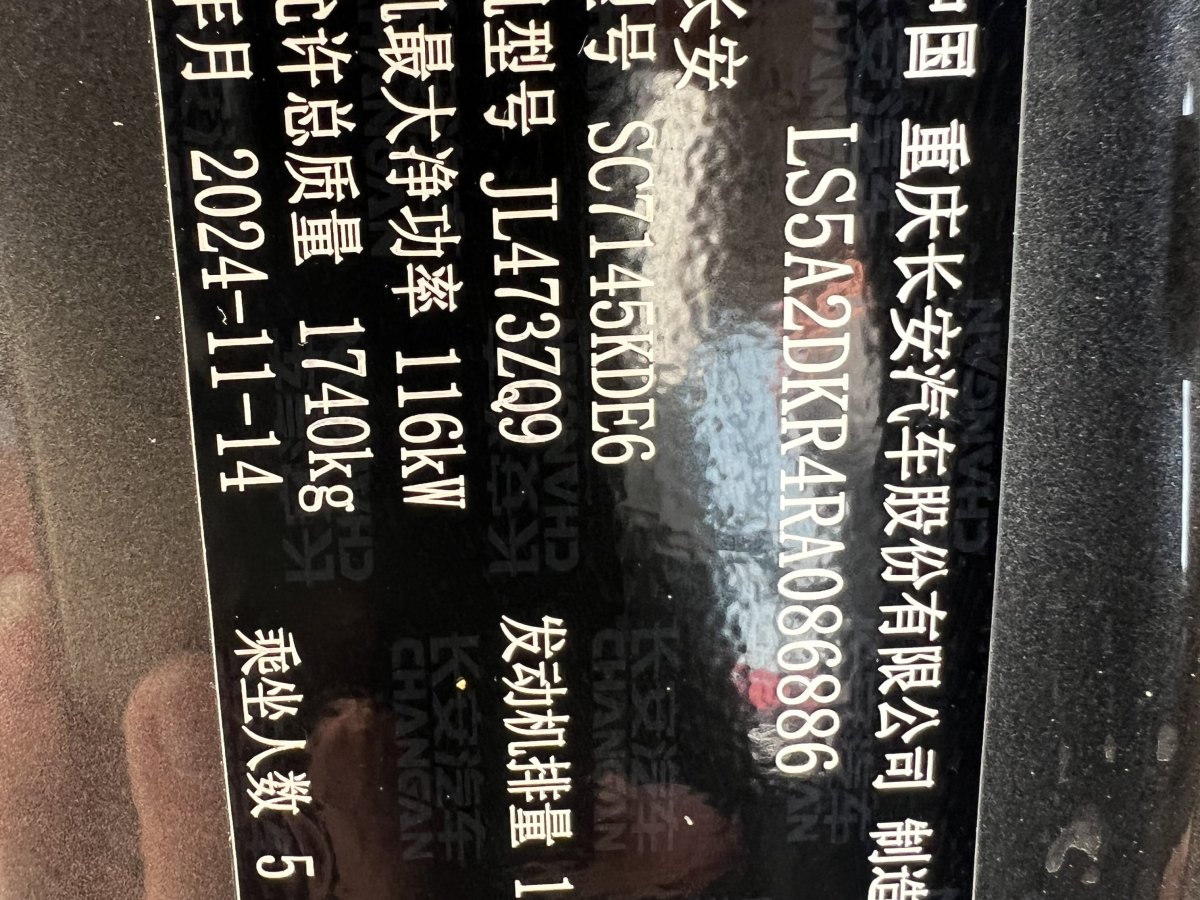 中国 重庆长安汽车股份有限公司 制造
LS5A2DKR4RA086886
长安
型号 SC7145KDE6
机型号 JL473ZQ9 发动机排量 1
机最大净功率 116kW
允许总质量 1740kg
年月 2024-11-14 乘坐人数 5